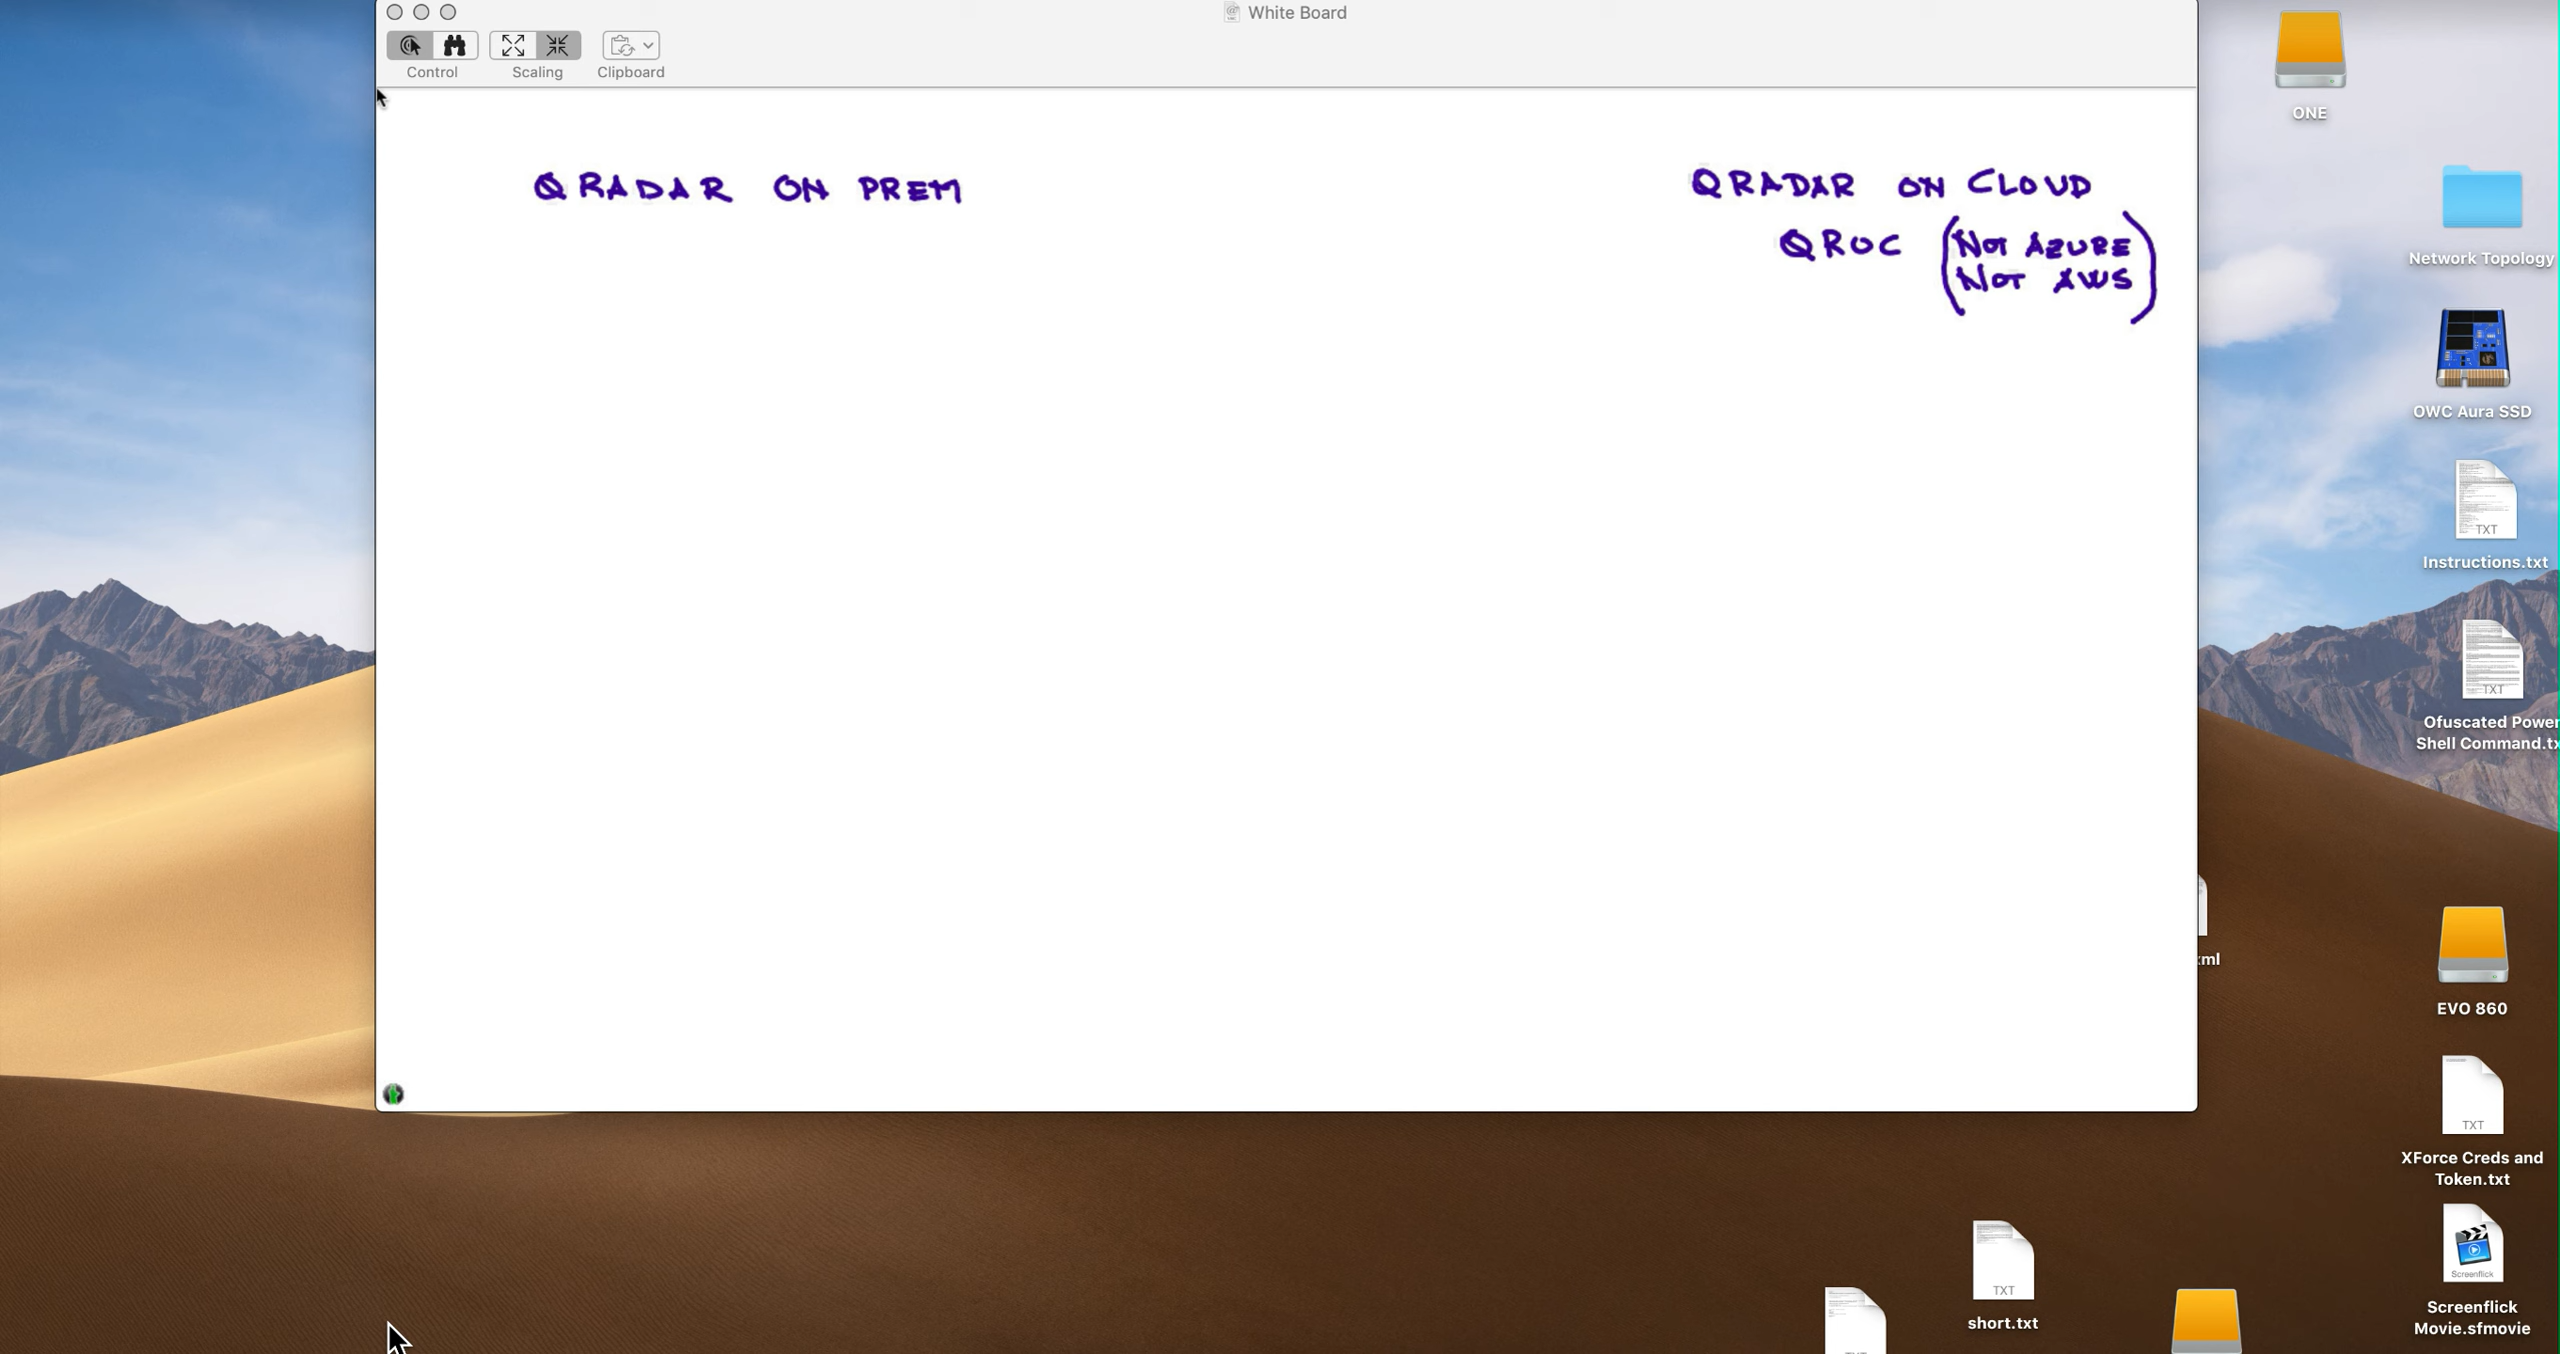 White Board
Control
Scaling
Clipboard
QRADAR ON PREM
QRADAR ON CLOUD
QROC (NOT AZURE
NOT AWS)
ONE
Network Topology
OWC Aura SSD
TXT
Instructions.txt
TXT
Ofuscated Power
Shell Command.tx
xml
EVO 860
TXT
XForce Creds and
Token.txt
Screenflick
Screenflick
Movie.sfmovie
TXT
short.txt